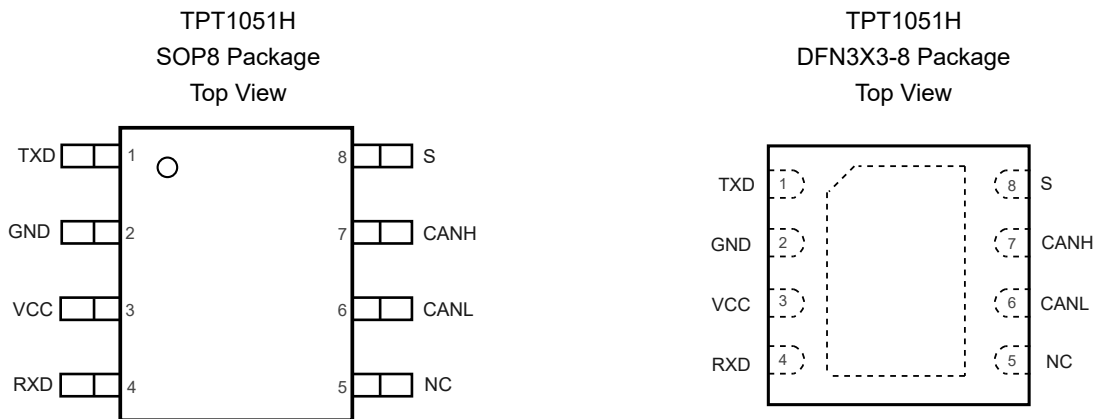 TPT1051H
SOP8 Package
Top View
TXD 1 8 S
GND 2 7 CANH
VCC 3 6 CANL
RXD 4 5 NC
TPT1051H
DFN3X3-8 Package
Top View
TXD 1 8 S
GND 2 7 CANH
VCC 3 6 CANL
RXD 4 5 NC